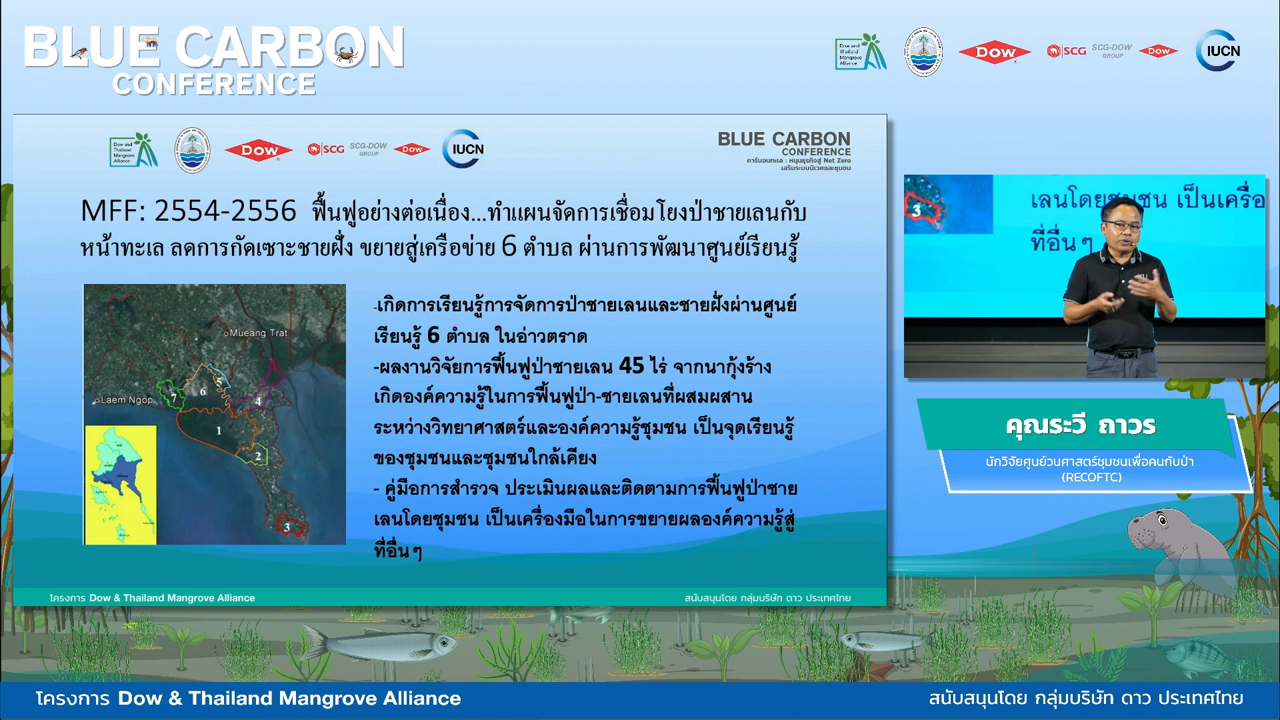 BLUE CARBON
CONFERENCE
Dow and
Thailand
Mangrove
Alliance
DOW
SCG
SCG-DOW
GROUP
DOW
IUCN
Dow and
Thailand
Mangrove
Alliance
DOW
SCG
SCG-DOW
GROUP
DOW
IUCN
BLUE CARBON
CONFERENCE
คาร์บอนทะเล : หนุนธุรกิจสู่ Net Zero
เสริมระบบนิเวศและชุมชน
MFF: 2554-2556 ฟื้นฟูอย่างต่อเนื่อง...ทำแผนจัดการเชื่อมโยงป่าชายเลนกับ
หน้าทะเล ลดการกัดเซาะชายฝั่ง ขยายสู่เครือข่าย 6 ตำบล ผ่านการพัฒนาศูนย์เรียนรู้
Mueang Trat
Laem Ngop
1
2
3
4
5
6
7
-เกิดการเรียนรู้การจัดการป่าชายเลนและชายฝั่งผ่านศูนย์
เรียนรู้ 6 ตำบล ในอ่าวตราด
-ผลงานวิจัยการฟื้นฟูป่าชายเลน 45 ไร่ จากนากุ้งร้าง
เกิดองค์ความรู้ในการฟื้นฟูป่า-ชายเลนที่ผสมผสาน
ระหว่างวิทยาศาสตร์และองค์ความรู้ชุมชน เป็นจุดเรียนรู้
ของชุมชนและชุมชนใกล้เคียง
- คู่มือการสำรวจ ประเมินผลและติดตามการฟื้นฟูป่าชาย
เลนโดยชุมชน เป็นเครื่องมือในการขยายผลองค์ความรู้สู่
ที่อื่นๆ
โครงการ Dow & Thailand Mangrove Alliance
สนับสนุนโดย กลุ่มบริษัท ดาว ประเทศไทย
3
เลนโดยชุมชน เป็นเครื่อ
ที่อื่นๆ
คุณระวี ถาวร
นักวิจัยศูนย์วนศาสตร์ชุมชนเพื่อคนกับป่า
(RECOFTC)
โครงการ Dow & Thailand Mangrove Alliance
สนับสนุนโดย กลุ่มบริษัท ดาว ประเทศไทย